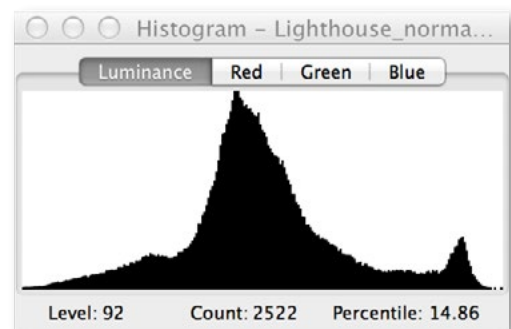 Histogram – Lighthouse_norma...
Luminance Red Green Blue
Level: 92 Count: 2522 Percentile: 14.86